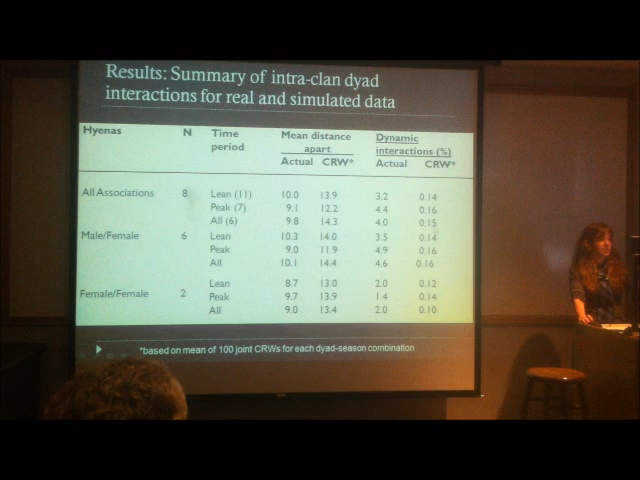 Results: Summary of intra-clan dyad
interactions for real and simulated data
Hyenas N Time period Mean distance apart Dynamic interactions (%)
Actual CRW* Actual CRW*
All Associations 8 Lean (11) 10.0 13.9 3.2 0.14
Peak (7) 9.1 12.2 4.4 0.16
All (6) 9.8 14.3 4.0 0.15
Male/Female 6 Lean 10.3 14.0 3.5 0.14
Peak 9.0 11.9 4.9 0.16
All 10.1 14.4 4.6 0.16
Female/Female 2 Lean 8.7 13.0 2.0 0.12
Peak 9.7 13.9 1.4 0.14
All 9.0 13.4 2.0 0.10
*based on mean of 100 joint CRWs for each dyad-season combination